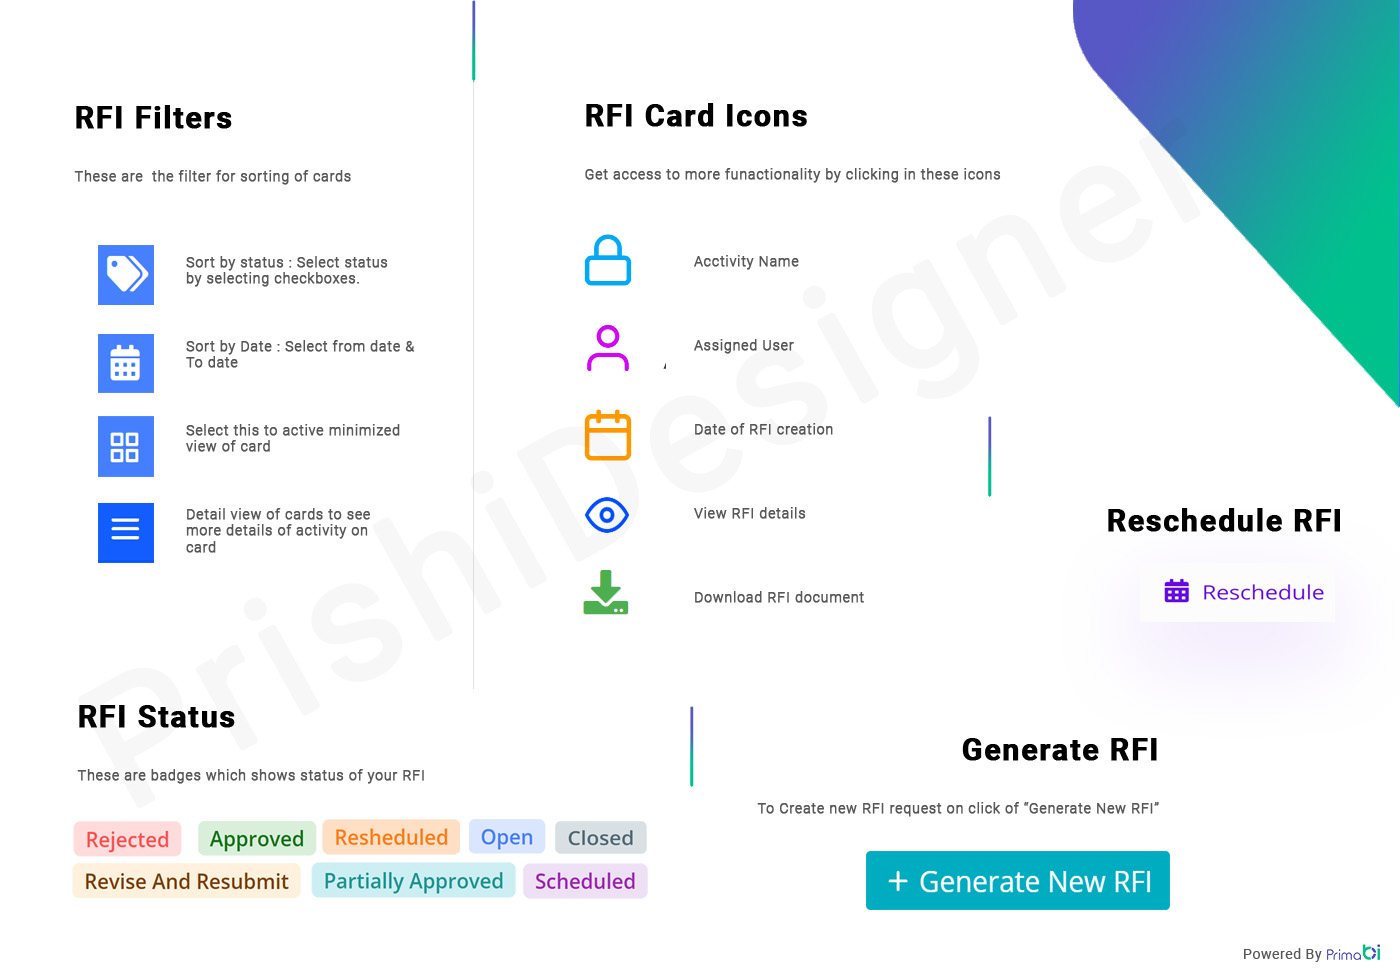 RFI Filters
These are the filter for sorting of cards
Sort by status : Select status
by selecting checkboxes.
Sort by Date : Select from date &
To date
Select this to active minimized
view of card
Detail view of cards to see
more details of activity on
card
RFI Card Icons
Get access to more funactionality by clicking in these icons
Acctivity Name
Assigned User
Date of RFI creation
View RFI details
Download RFI document
Reschedule RFI
Reschedule
RFI Status
These are badges which shows status of your RFI
Rejected
Approved
Resheduled
Open
Closed
Revise And Resubmit
Partially Approved
Scheduled
Generate RFI
To Create new RFI request on click of “Generate New RFI”
+ Generate New RFI
Powered By Primabi
PrishiDesigner